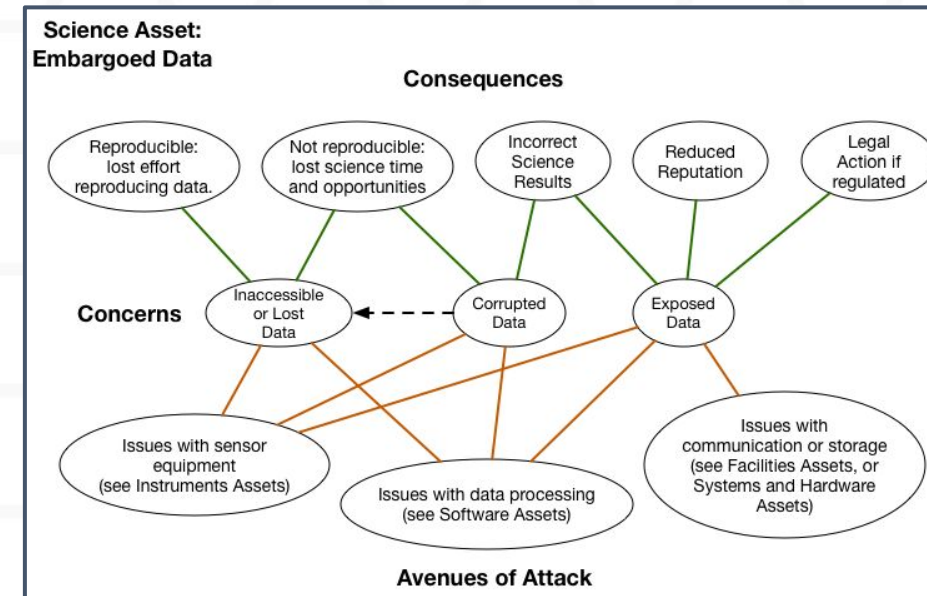 Science Asset:
Embargoed Data
Consequences
Reproducible:
lost effort
reproducing data.
Not reproducible:
lost science time
and opportunities
Incorrect
Science
Results
Reduced
Reputation
Legal
Action if
regulated
Concerns
Inaccessible
or Lost
Data
Corrupted
Data
Exposed
Data
Issues with sensor
equipment
(see Instruments Assets)
Issues with data processing
(see Software Assets)
Issues with
communication or storage
(see Facilities Assets, or
Systems and Hardware
Assets)
Avenues of Attack